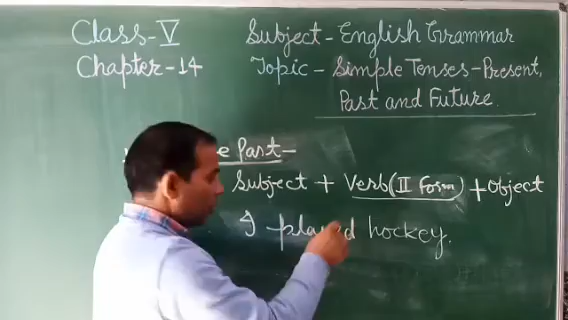 Class-V
Subject-English Grammar
Chapter-14
Topic- Simple Tenses-Present,
Past and Future.
Past-
Subject + Verb(II Form) + Object
I played hockey.